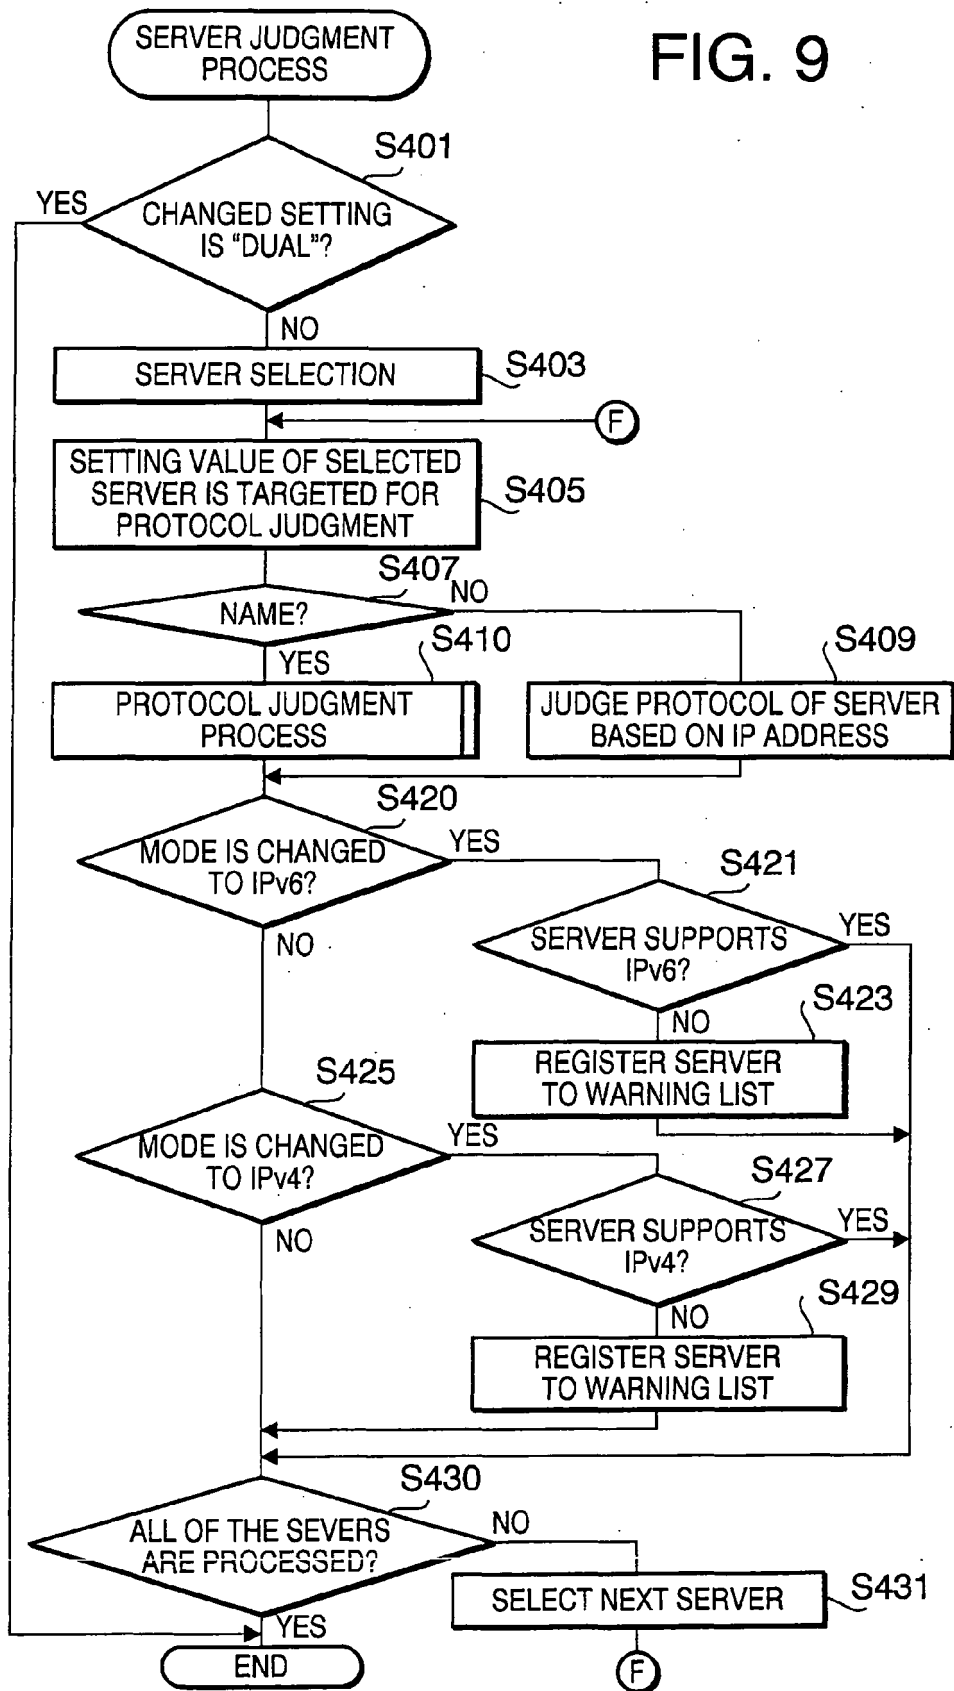 SERVER JUDGMENT
PROCESS
FIG. 9
S401
YES
CHANGED SETTING
IS "DUAL"?
NO
SERVER SELECTION
S403
F
SETTING VALUE OF SELECTED
SERVER IS TARGETED FOR
PROTOCOL JUDGMENT
S405
S407
NAME?
NO
YES
S410
S409
PROTOCOL JUDGMENT
PROCESS
JUDGE PROTOCOL OF SERVER
BASED ON IP ADDRESS
S420
MODE IS CHANGED
TO IPv6?
YES
NO
S421
SERVER SUPPORTS
IPv6?
YES
NO
S423
REGISTER SERVER
TO WARNING LIST
S425
MODE IS CHANGED
TO IPv4?
YES
NO
S427
SERVER SUPPORTS
IPv4?
YES
NO
S429
REGISTER SERVER
TO WARNING LIST
S430
ALL OF THE SEVERS
ARE PROCESSED?
NO
YES
SELECT NEXT SERVER
S431
END
F